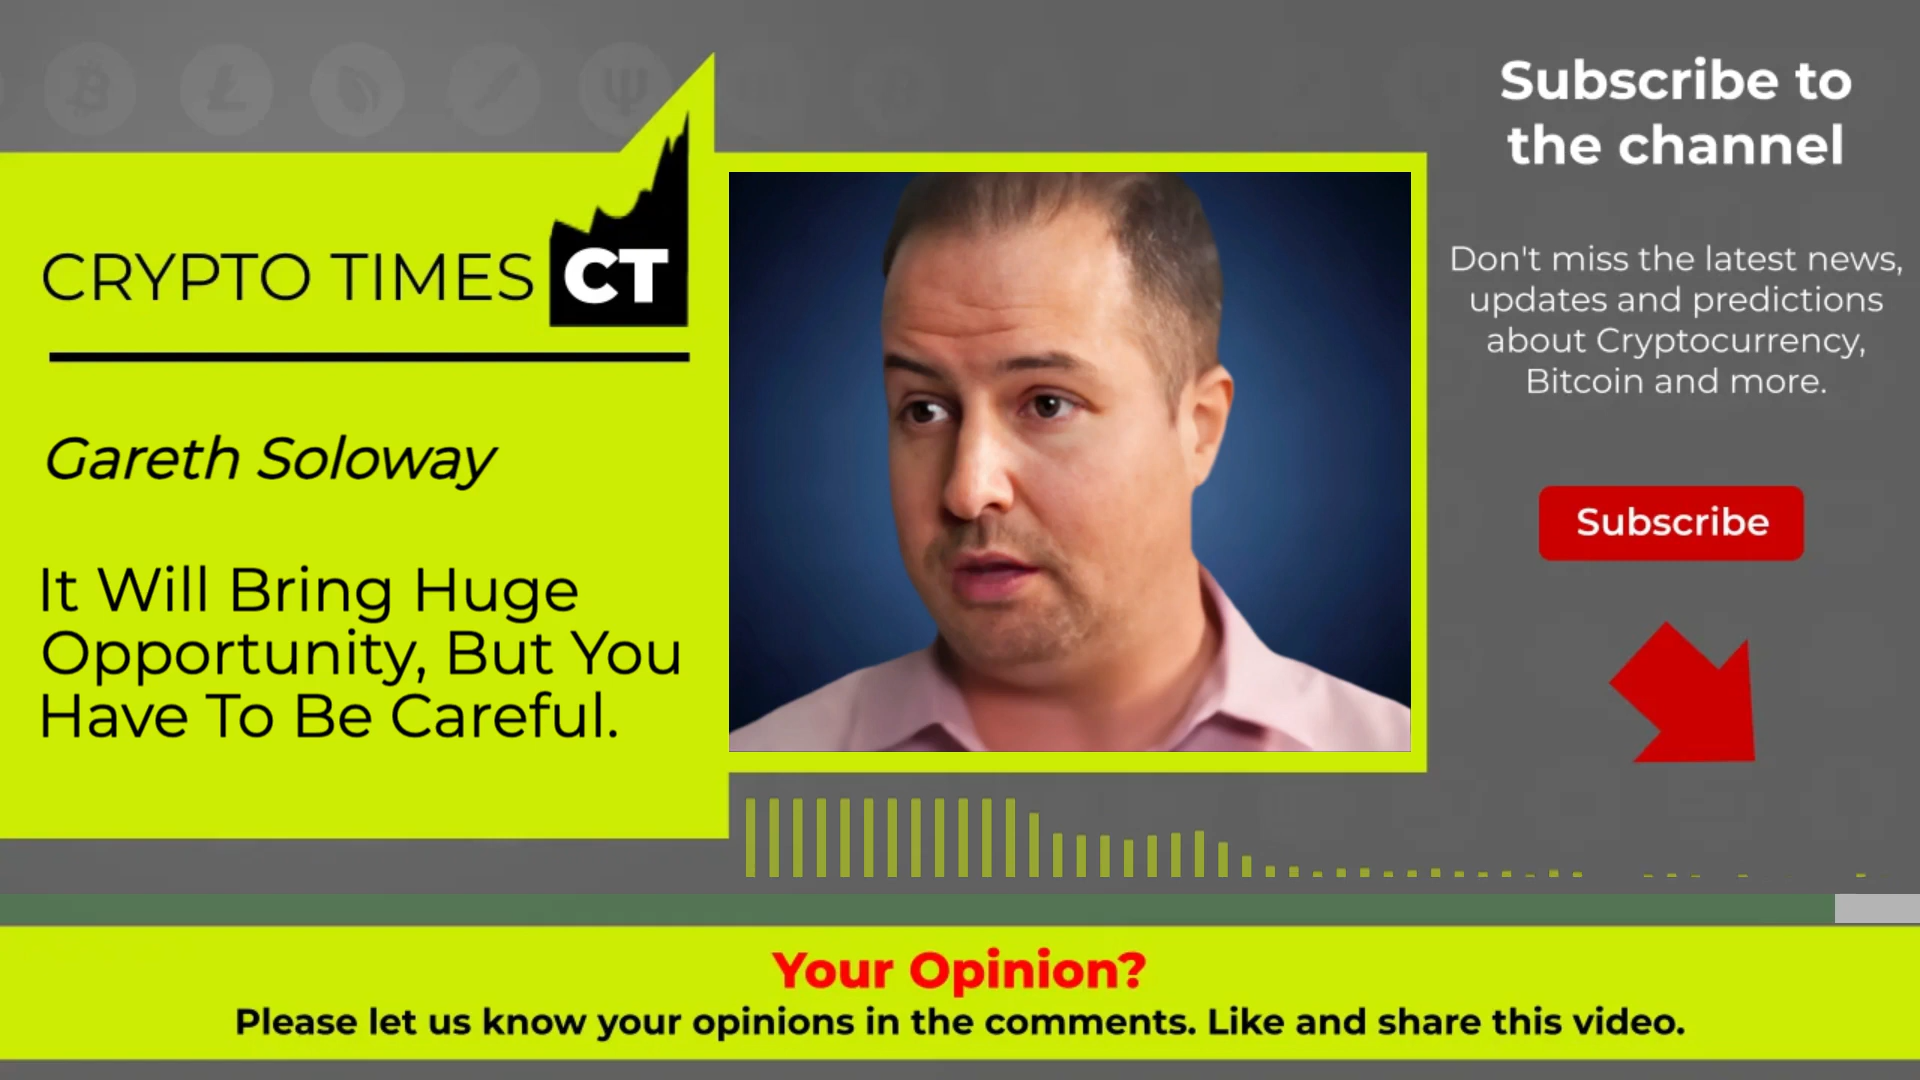 CRYPTO TIMES CT
Gareth Soloway
It Will Bring Huge
Opportunity, But You
Have To Be Careful.
Subscribe to
the channel
Don't miss the latest news,
updates and predictions
about Cryptocurrency,
Bitcoin and more.
Subscribe
Your Opinion?
Please let us know your opinions in the comments. Like and share this video.